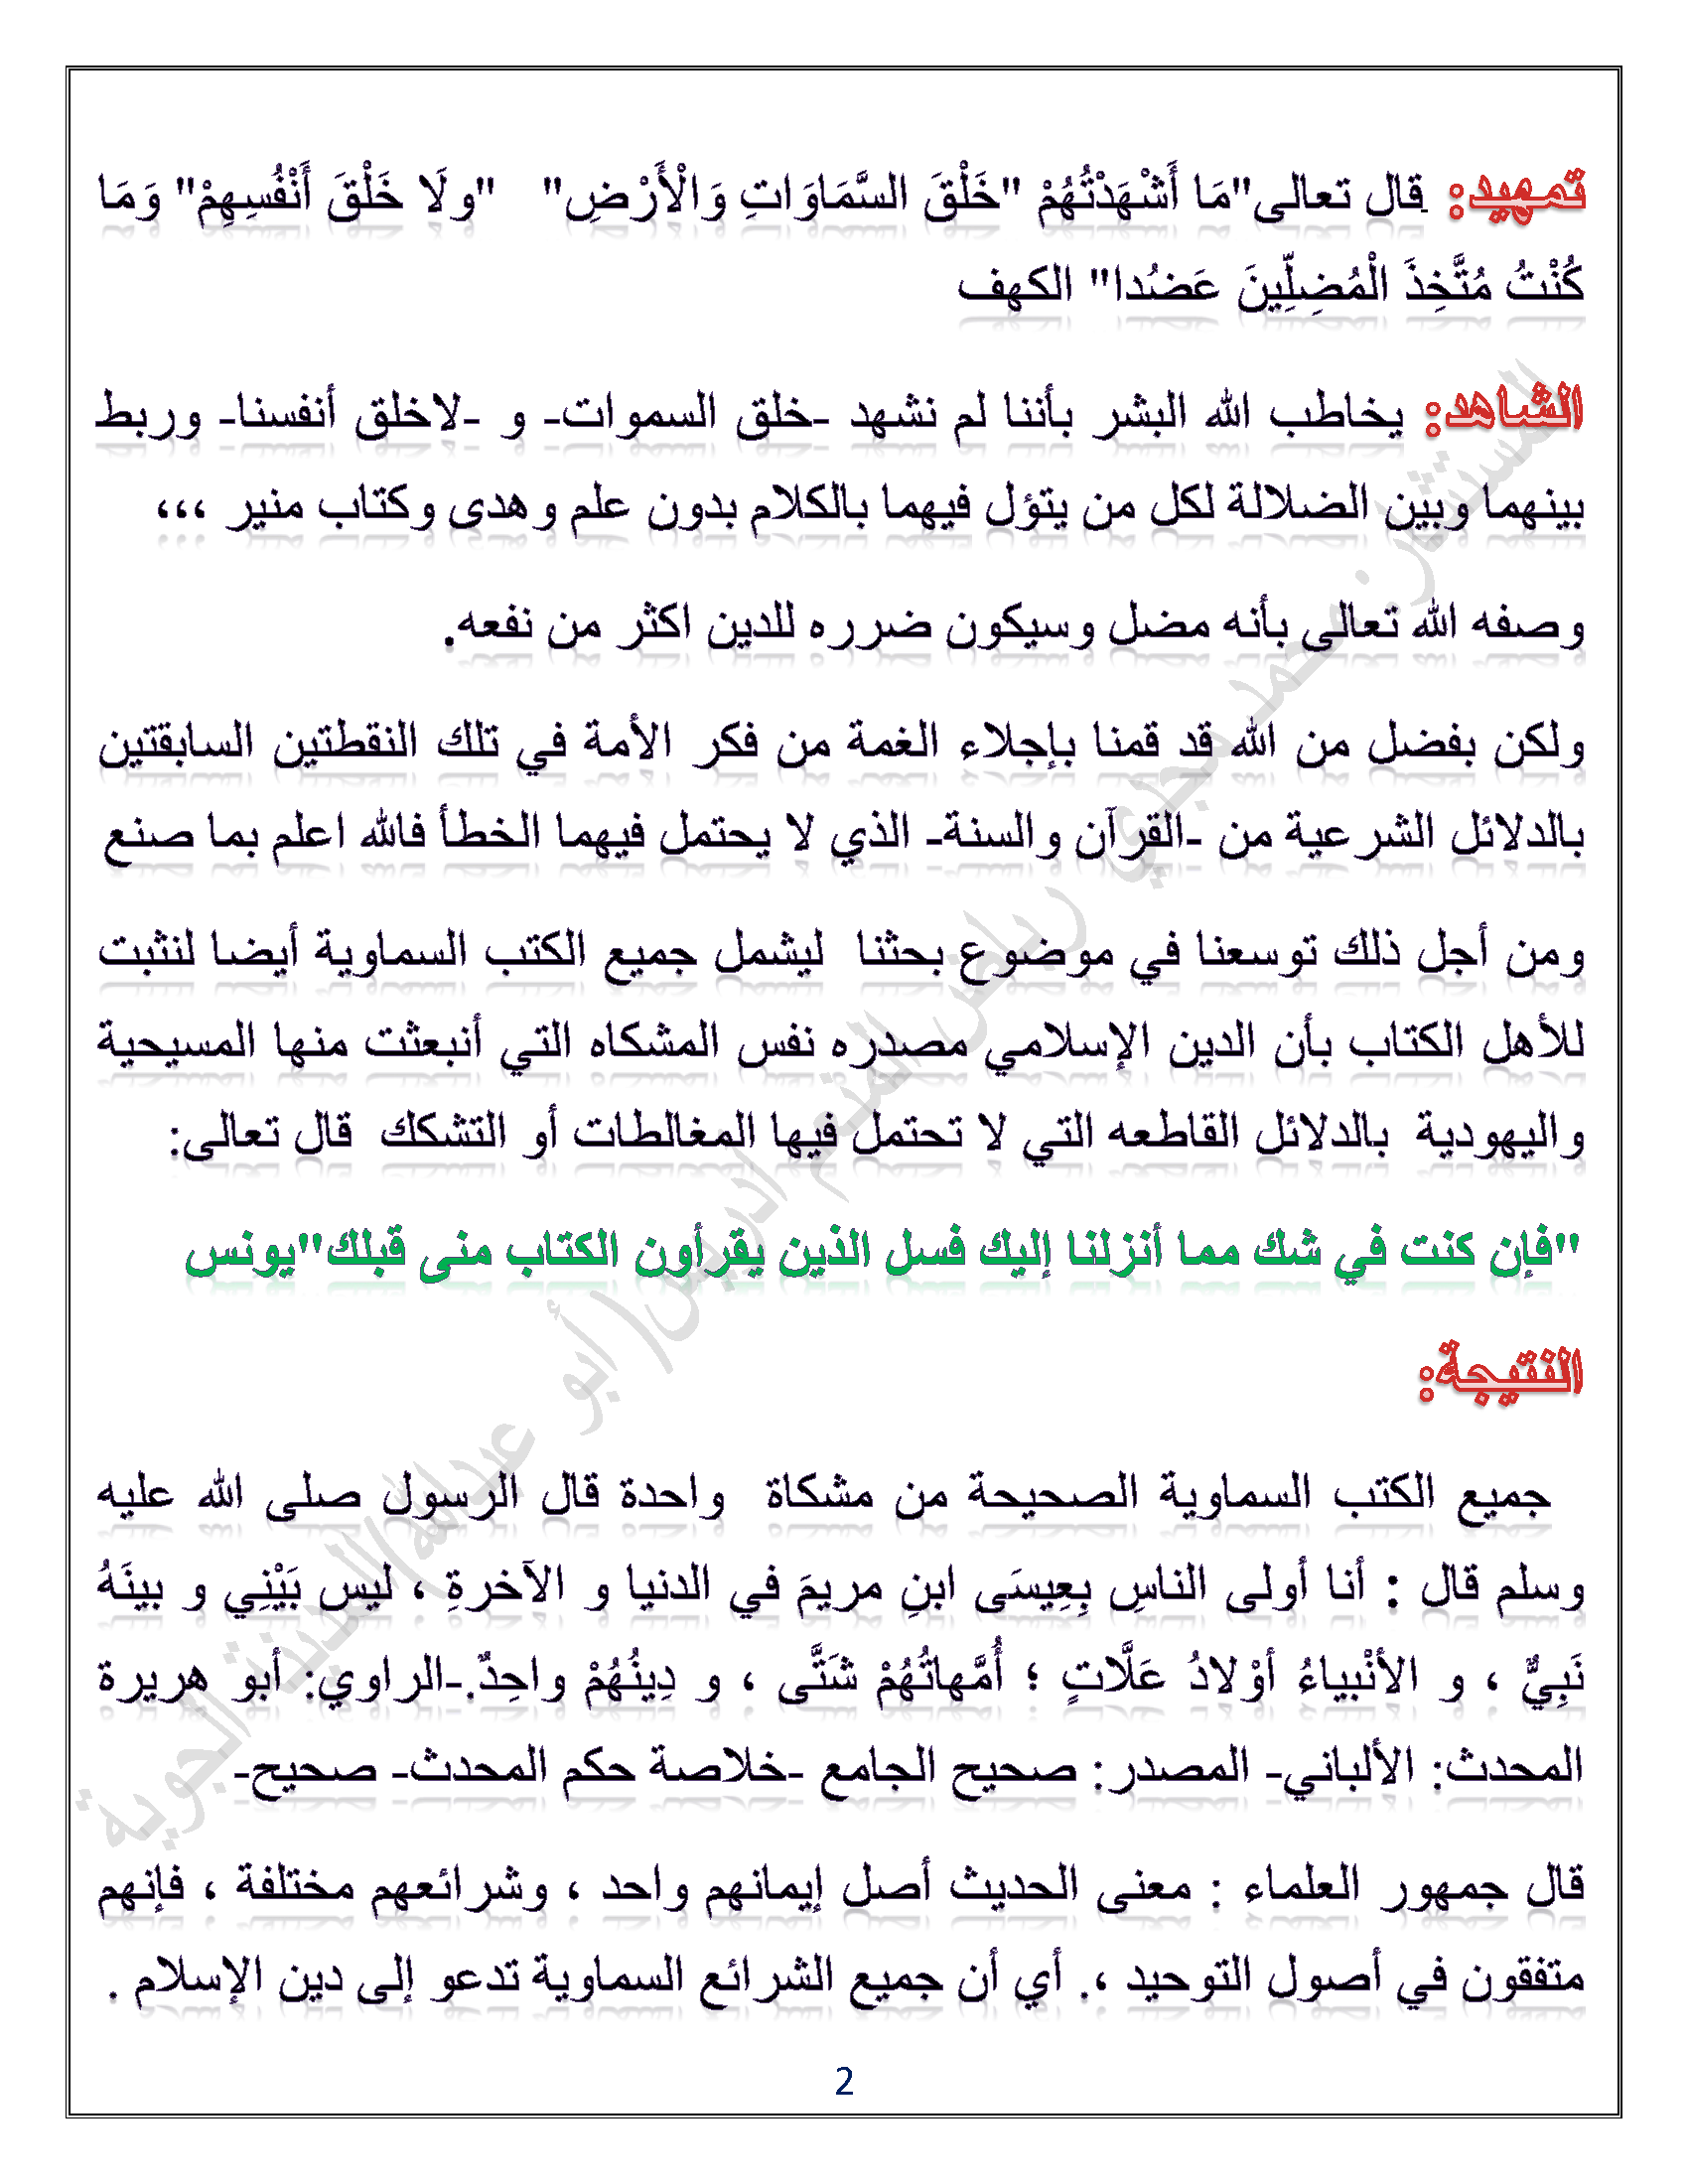 تمهيد: قال تعالى"مَا أَشْهَدْتُهُمْ "خَلْقَ السَّمَاوَاتِ وَالْأَرْضِ" "ولَا خَلْقَ أَنْفُسِهِمْ" وَمَا
كُنْتُ مُتَّخِذَ الْمُضِلِّينَ عَضُدا" الكهف
الشاهد: يخاطب الله البشر بأننا لم نشهد -خلق السموات- و -لاخلق أنفسنا- وربط
بينهما وبين الضلالة لكل من يتؤل فيهما بالكلام بدون علم وهدى وكتاب منير ،،،
وصفه الله تعالى بأنه مضل وسيكون ضرره للدين اكثر من نفعه.
ولكن بفضل من الله قد قمنا بإجلاء الغمة من فكر الأمة في تلك النقطتين السابقتين
بالدلائل الشرعية من -القرآن والسنة- الذي لا يحتمل فيهما الخطأ فالله اعلم بما صنع
ومن أجل ذلك توسعنا في موضوع بحثنا ليشمل جميع الكتب السماوية أيضا لنثبت
للأهل الكتاب بأن الدين الإسلامي مصدره نفس المشكاه التي أنبعثت منها المسيحية
واليهودية بالدلائل القاطعه التي لا تحتمل فيها المغالطات أو التشكك قال تعالى:
"فإن كنت في شك مما أنزلنا إليك فسل الذين يقرأون الكتاب منى قبلك"يونس
النتيجة:
جميع الكتب السماوية الصحيحة من مشكاة واحدة قال الرسول صلى الله عليه
وسلم قال : أنا أولى الناسِ بِعِيسَى ابنِ مريمَ في الدنيا و الآخرةِ ، ليس بَيْنِي و بينَهُ
نَبِيٌّ ، و الأنْبياءُ أوْلادُ عَلَّاتٍ ؛ أُمَّهاتُهُمْ شَتَّى ، و دِينُهُمْ واحِدٌ.-الراوي: أبو هريرة
المحدث: الألباني- المصدر: صحيح الجامع -خلاصة حكم المحدث- صحيح-
قال جمهور العلماء : معنى الحديث أصل إيمانهم واحد ، وشرائعهم مختلفة ، فإنهم
متفقون في أصول التوحيد ،. أي أن جميع الشرائع السماوية تدعو إلى دين الإسلام .
2